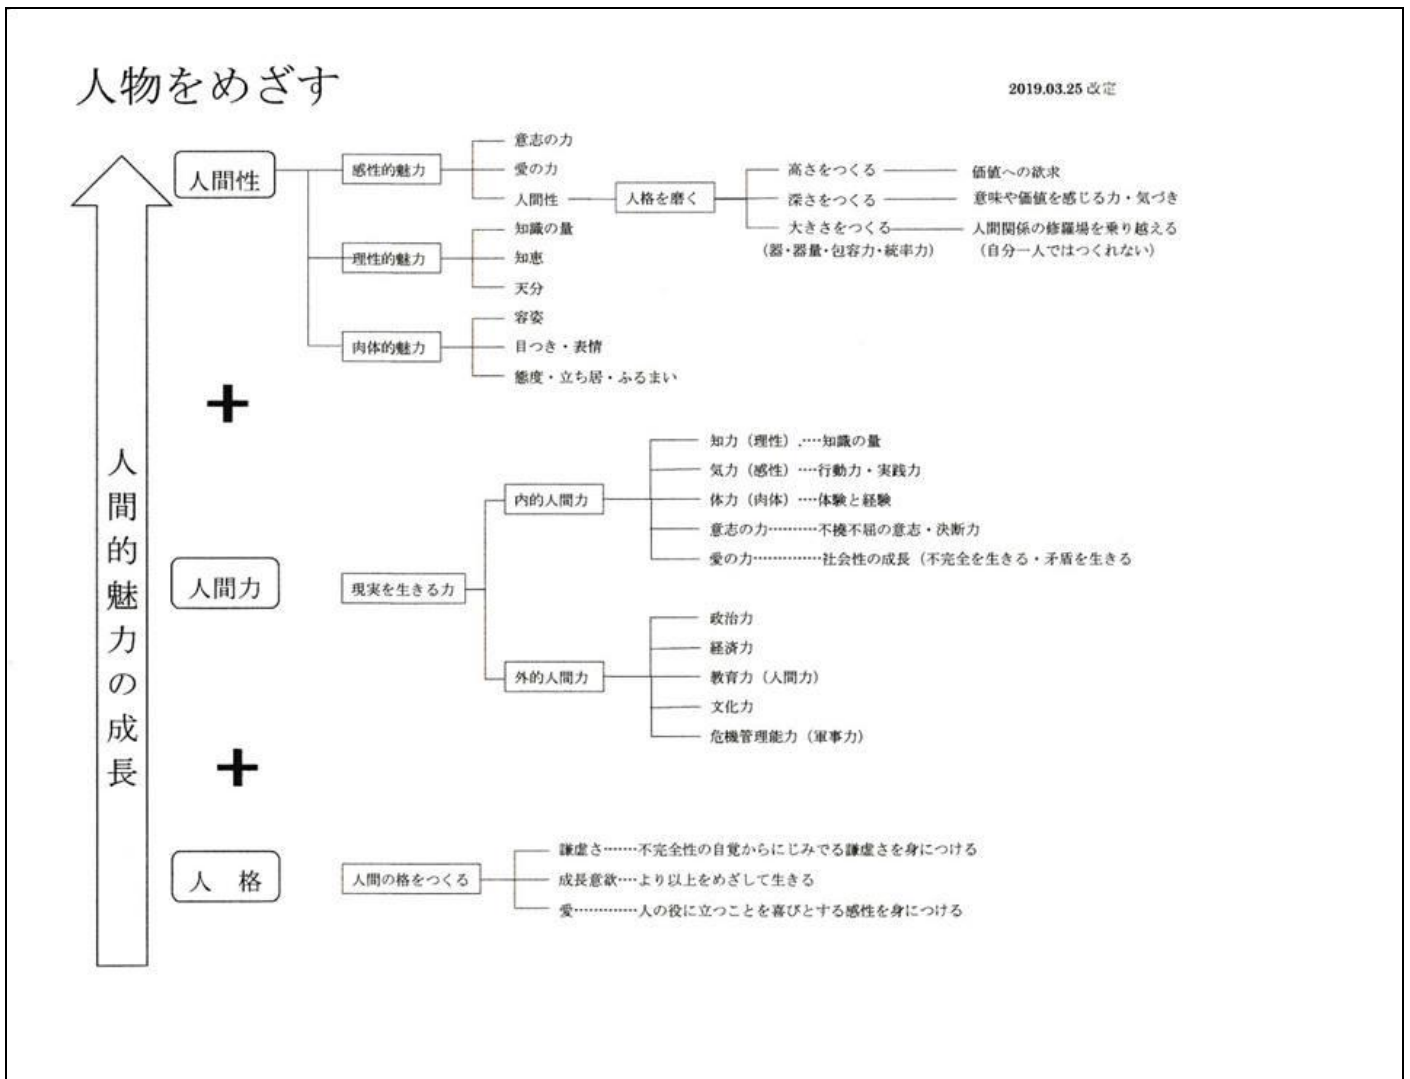 人物をめざす
2019.03.25 改定
人間的魅力の成長
人間性
感性的魅力
意志の力
愛の力
人間性
人格を磨く
高さをつくる
価値への欲求
深さをつくる
意味や価値を感じる力・気づき
大きさをつくる
人間関係の修羅場を乗り越える
(器・器量・包容力・統率力)
(自分一人ではつくれない)
理性的魅力
知識の量
知恵
天分
肉体的魅力
容姿
目つき・表情
態度・立ち居・ふるまい
+
人間力
現実を生きる力
内的人間力
知力(理性).····知識の量
気力(感性)····行動力・実践力
体力(肉体)····体験と経験
意志の力··········不撓不屈の意志・決断力
愛の力··············社会性の成長(不完全を生きる・矛盾を生きる
外的人間力
政治力
経済力
教育力(人間力)
文化力
危機管理能力(軍事力)
+
人 格
人間の格をつくる
謙虚さ·······不完全性の自覚からにじみでる謙虚さを身につける
成長意欲····より以上をめざして生きる
愛·············人の役に立つことを喜びとする感性を身につける